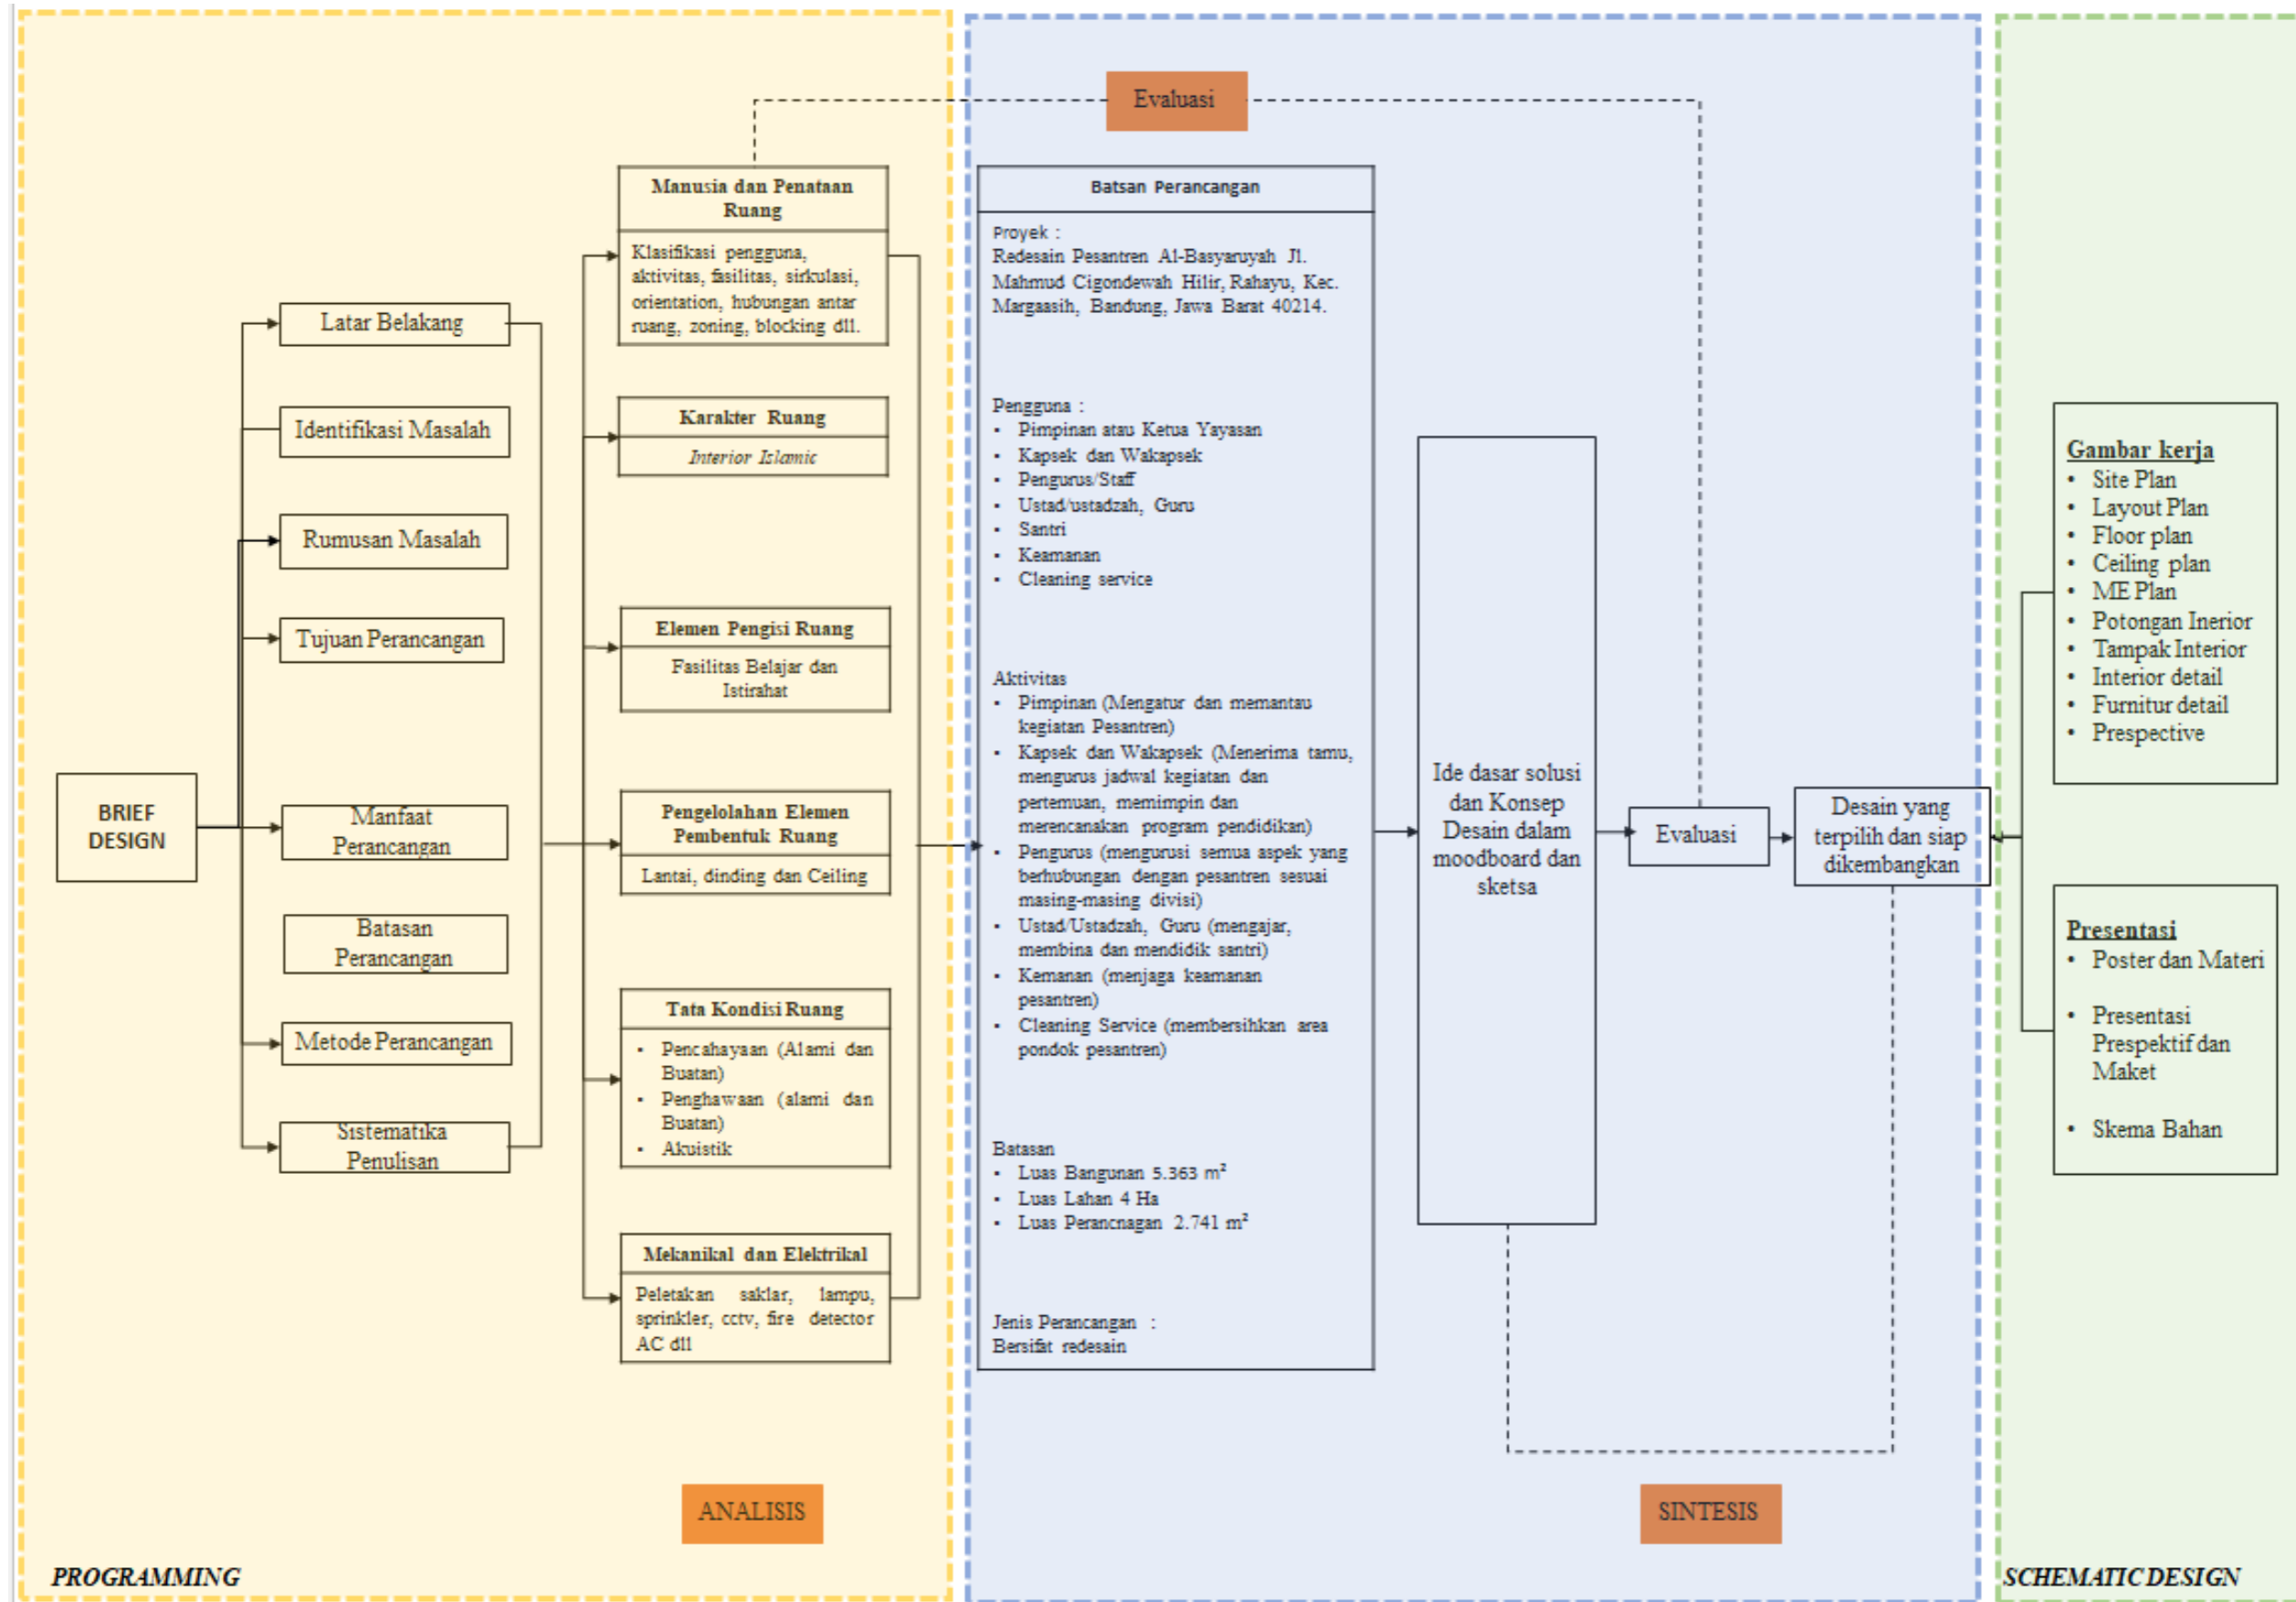 Evaluasi
BRIEF
DESIGN
Latar Belakang
Identifikasi Masalah
Rumusan Masalah
Tujuan Perancangan
Manfaat
Perancangan
Batasan
Perancangan
Metode Perancangan
Sistematika
Penulisan
Manusia dan Penataan
Ruang
Klasifikasi pengguna,
aktivitas, fasilitas, sirkulasi,
orientation, hubungan antar
ruang, zoning, blocking dll.
Karakter Ruang
Interior Islamic
Elemen Pengisi Ruang
Fasilitas Belajar dan
Istirahat
Pengelolahan Elemen
Pembentuk Ruang
Lantai, dinding dan Ceiling
Tata Kondisi Ruang
• Pencahayaan (Alami dan
Buatan)
• Penghawaan (alami dan
Buatan)
• Akuistik
Mekanikal dan Elektrikal
Peletakan saklar, lampu,
sprinkler, cctv, fire detector
AC dll
ANALISIS
PROGRAMMING
Batsan Perancangan
Proyek :
Redesain Pesantren Al-Basyaruyah Jl.
Mahmud Cigondewah Hilir, Rahayu, Kec.
Margaasih, Bandung, Jawa Barat 40214.
Pengguna :
• Pimpinan atau Ketua Yayasan
• Kapsek dan Wakapsek
• Pengurus/Staff
• Ustad/ustadzah, Guru
• Santri
• Keamanan
• Cleaning service
Aktivitas
• Pimpinan (Mengatur dan memantau
kegiatan Pesantren)
• Kapsek dan Wakapsek (Menerima tamu,
mengurus jadwal kegiatan dan
pertemuan, memimpin dan
merencanakan program pendidikan)
• Pengurus (mengurusi semua aspek yang
berhubungan dengan pesantren sesuai
masing-masing divisi)
• Ustad/Ustadzah, Guru (mengajar,
membina dan mendidik santri)
• Kemanan (menjaga keamanan
pesantren)
• Cleaning Service (membersihkan area
pondok pesantren)
Batasan
• Luas Bangunan 5.363 m²
• Luas Lahan 4 Ha
• Luas Perancnagan 2.741 m²
Jenis Perancangan :
Bersifat redesain
Ide dasar solusi
dan Konsep
Desain dalam
moodboard dan
sketsa
Evaluasi
Desain yang
terpilih dan siap
dikembangkan
SINTESIS
Gambar kerja
• Site Plan
• Layout Plan
• Floor plan
• Ceiling plan
• ME Plan
• Potongan Inerior
• Tampak Interior
• Interior detail
• Furnitur detail
• Prespective
Presentasi
• Poster dan Materi
• Presentasi
Prespektif dan
Maket
• Skema Bahan
SCHEMATIC DESIGN